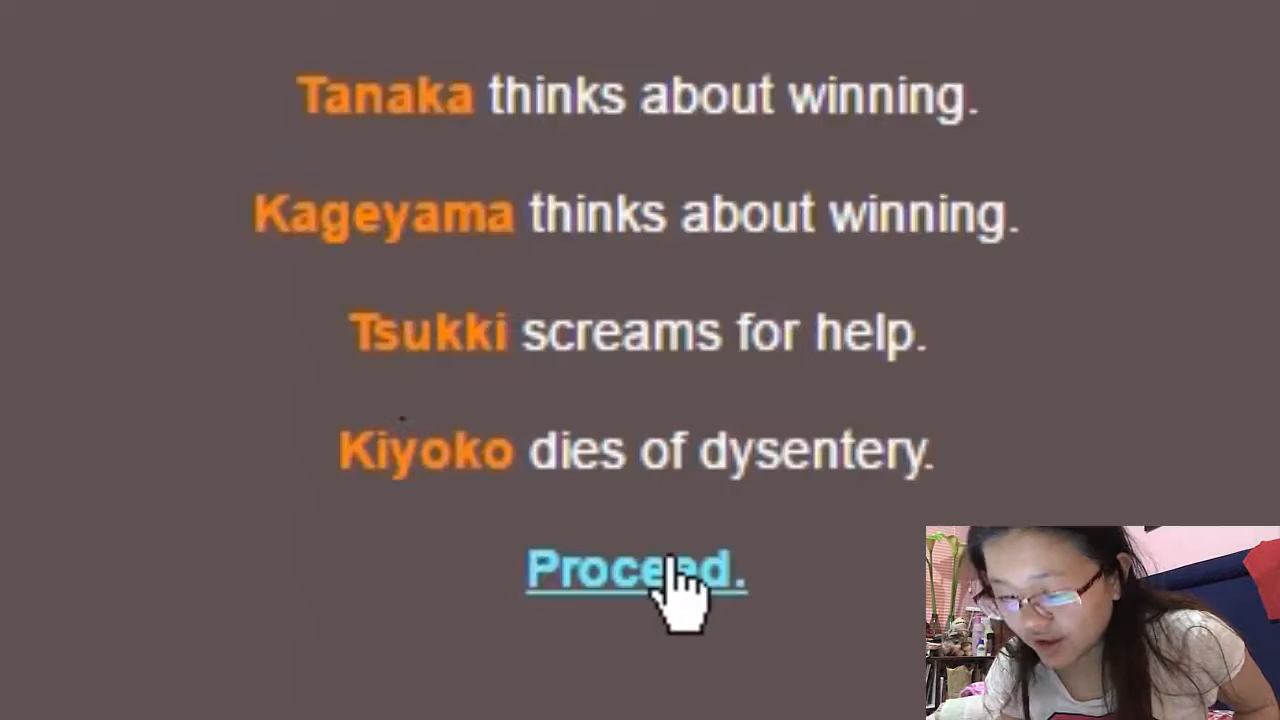 Tanaka thinks about winning.
Kageyama thinks about winning.
Tsukki screams for help.
Kiyoko dies of dysentery.
Proceed.